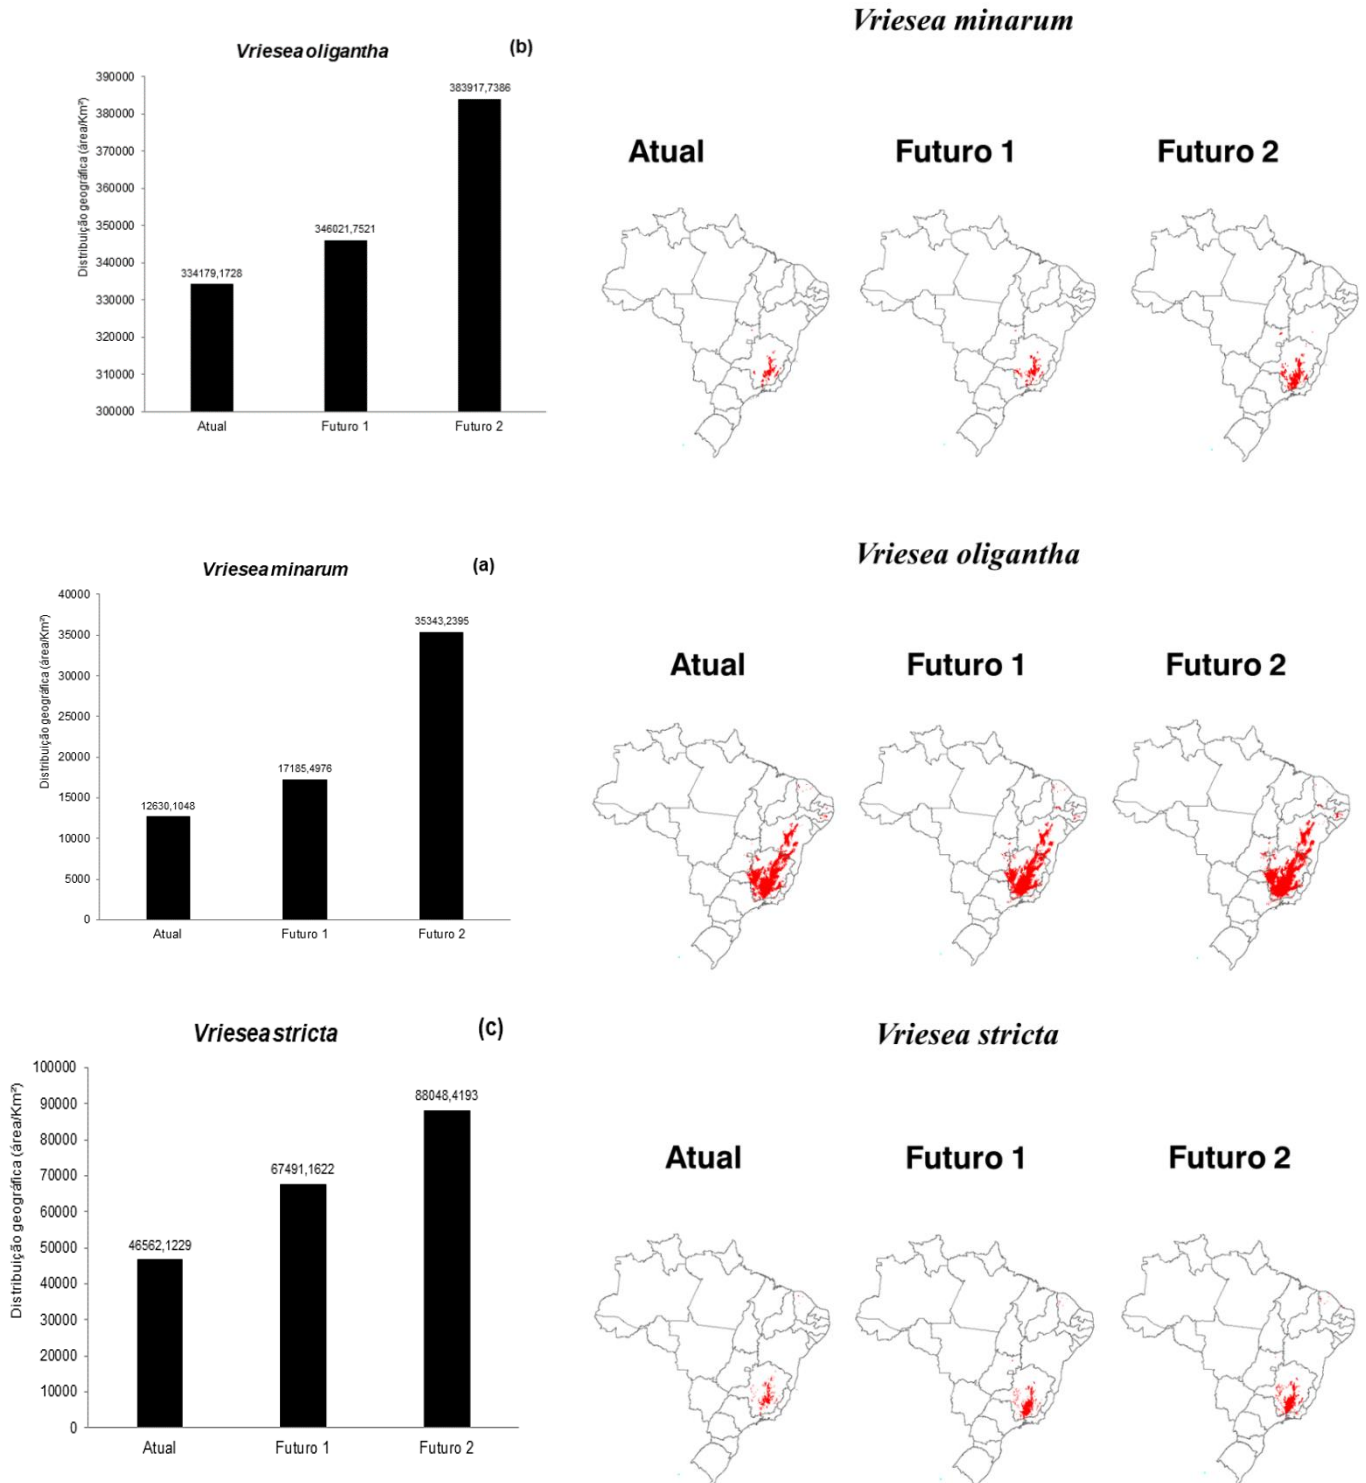 Vriesea minarum
Vriesea oligantha
(b)
Distribuição geográfica (área/Km²)
390000
380000
370000
360000
350000
340000
330000
320000
310000
300000
334179,1728
346021,7521
383917,7386
Atual
Futuro 1
Futuro 2
Atual
Futuro 1
Futuro 2
Vriesea minarum
(a)
Distribuição geográfica (área/Km²)
40000
35000
30000
25000
20000
15000
10000
5000
0
12630,1048
17185,4976
35343,2395
Atual
Futuro 1
Futuro 2
Vriesea oligantha
Atual
Futuro 1
Futuro 2
Vriesea stricta
(c)
Distribuição geográfica (área/Km²)
100000
90000
80000
70000
60000
50000
40000
30000
20000
10000
0
46562,1229
67491,1622
88048,4193
Atual
Futuro 1
Futuro 2
Vriesea stricta
Atual
Futuro 1
Futuro 2